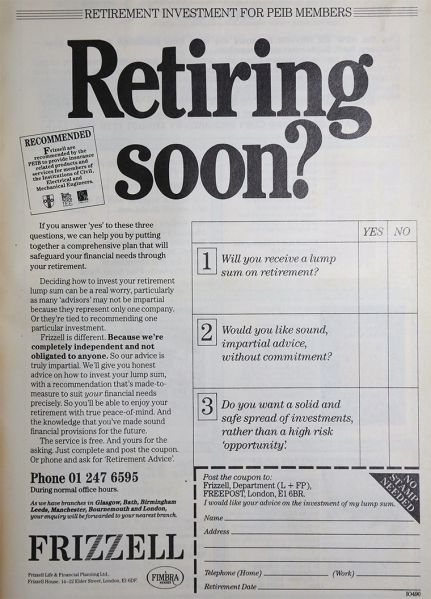 RETIREMENT INVESTMENT FOR PEIB MEMBERS
Retiring
soon?
RECOMMENDED
Frizzell are
recommended by the
PEIB to provide insurance
related products and
services for members of
the Institutions of Civil,
Electrical and
Mechanical Engineers.
If you answer 'yes' to these three
questions, we can help you by putting
together a comprehensive plan that will
safeguard your financial needs through
your retirement.
Deciding how to invest your retirement
lump sum can be a real worry, particularly
as many 'advisors' may not be impartial
because they represent only one company.
Or they're tied to recommending one
particular investment.
Frizzell is different. Because we're
completely independent and not
obligated to anyone. So our advice is
truly impartial. We'll give you honest
advice on how to invest your lump sum,
with a recommendation that's made-to-
measure to suit your financial needs
precisely. So you'll be able to enjoy your
retirement with true peace-of-mind. And
the knowledge that you've made sound
financial provisions for the future.
The service is free. And yours for the
asking. Just complete and post the coupon.
Or phone and ask for 'Retirement Advice'.
Phone 01 247 6595
During normal office hours.
As we have branches in Glasgow, Bath, Birmingham
Leeds, Manchester, Bournemouth and London,
your enquiry will be forwarded to your nearest branch.
FRIZZELL
Frizzell Life & Financial Planning Ltd.,
Frizzell House, 14-22 Elder Street, London, E1 6DF.
A
FIMBRA
MEMBER
YES NO
1 Will you receive a lump
sum on retirement?
2 Would you like sound,
impartial advice,
without commitment?
3 Do you want a solid and
safe spread of investments,
rather than a high risk
'opportunity'.
Post the coupon to:
Frizzell, Department (L + FP),
FREEPOST, London, E1 6BR.
I would like your advice on the investment of my lump sum.
NO
STAMP
NEEDED
Name
Address
Telephone (Home) (Work)
Retirement Date
IO490